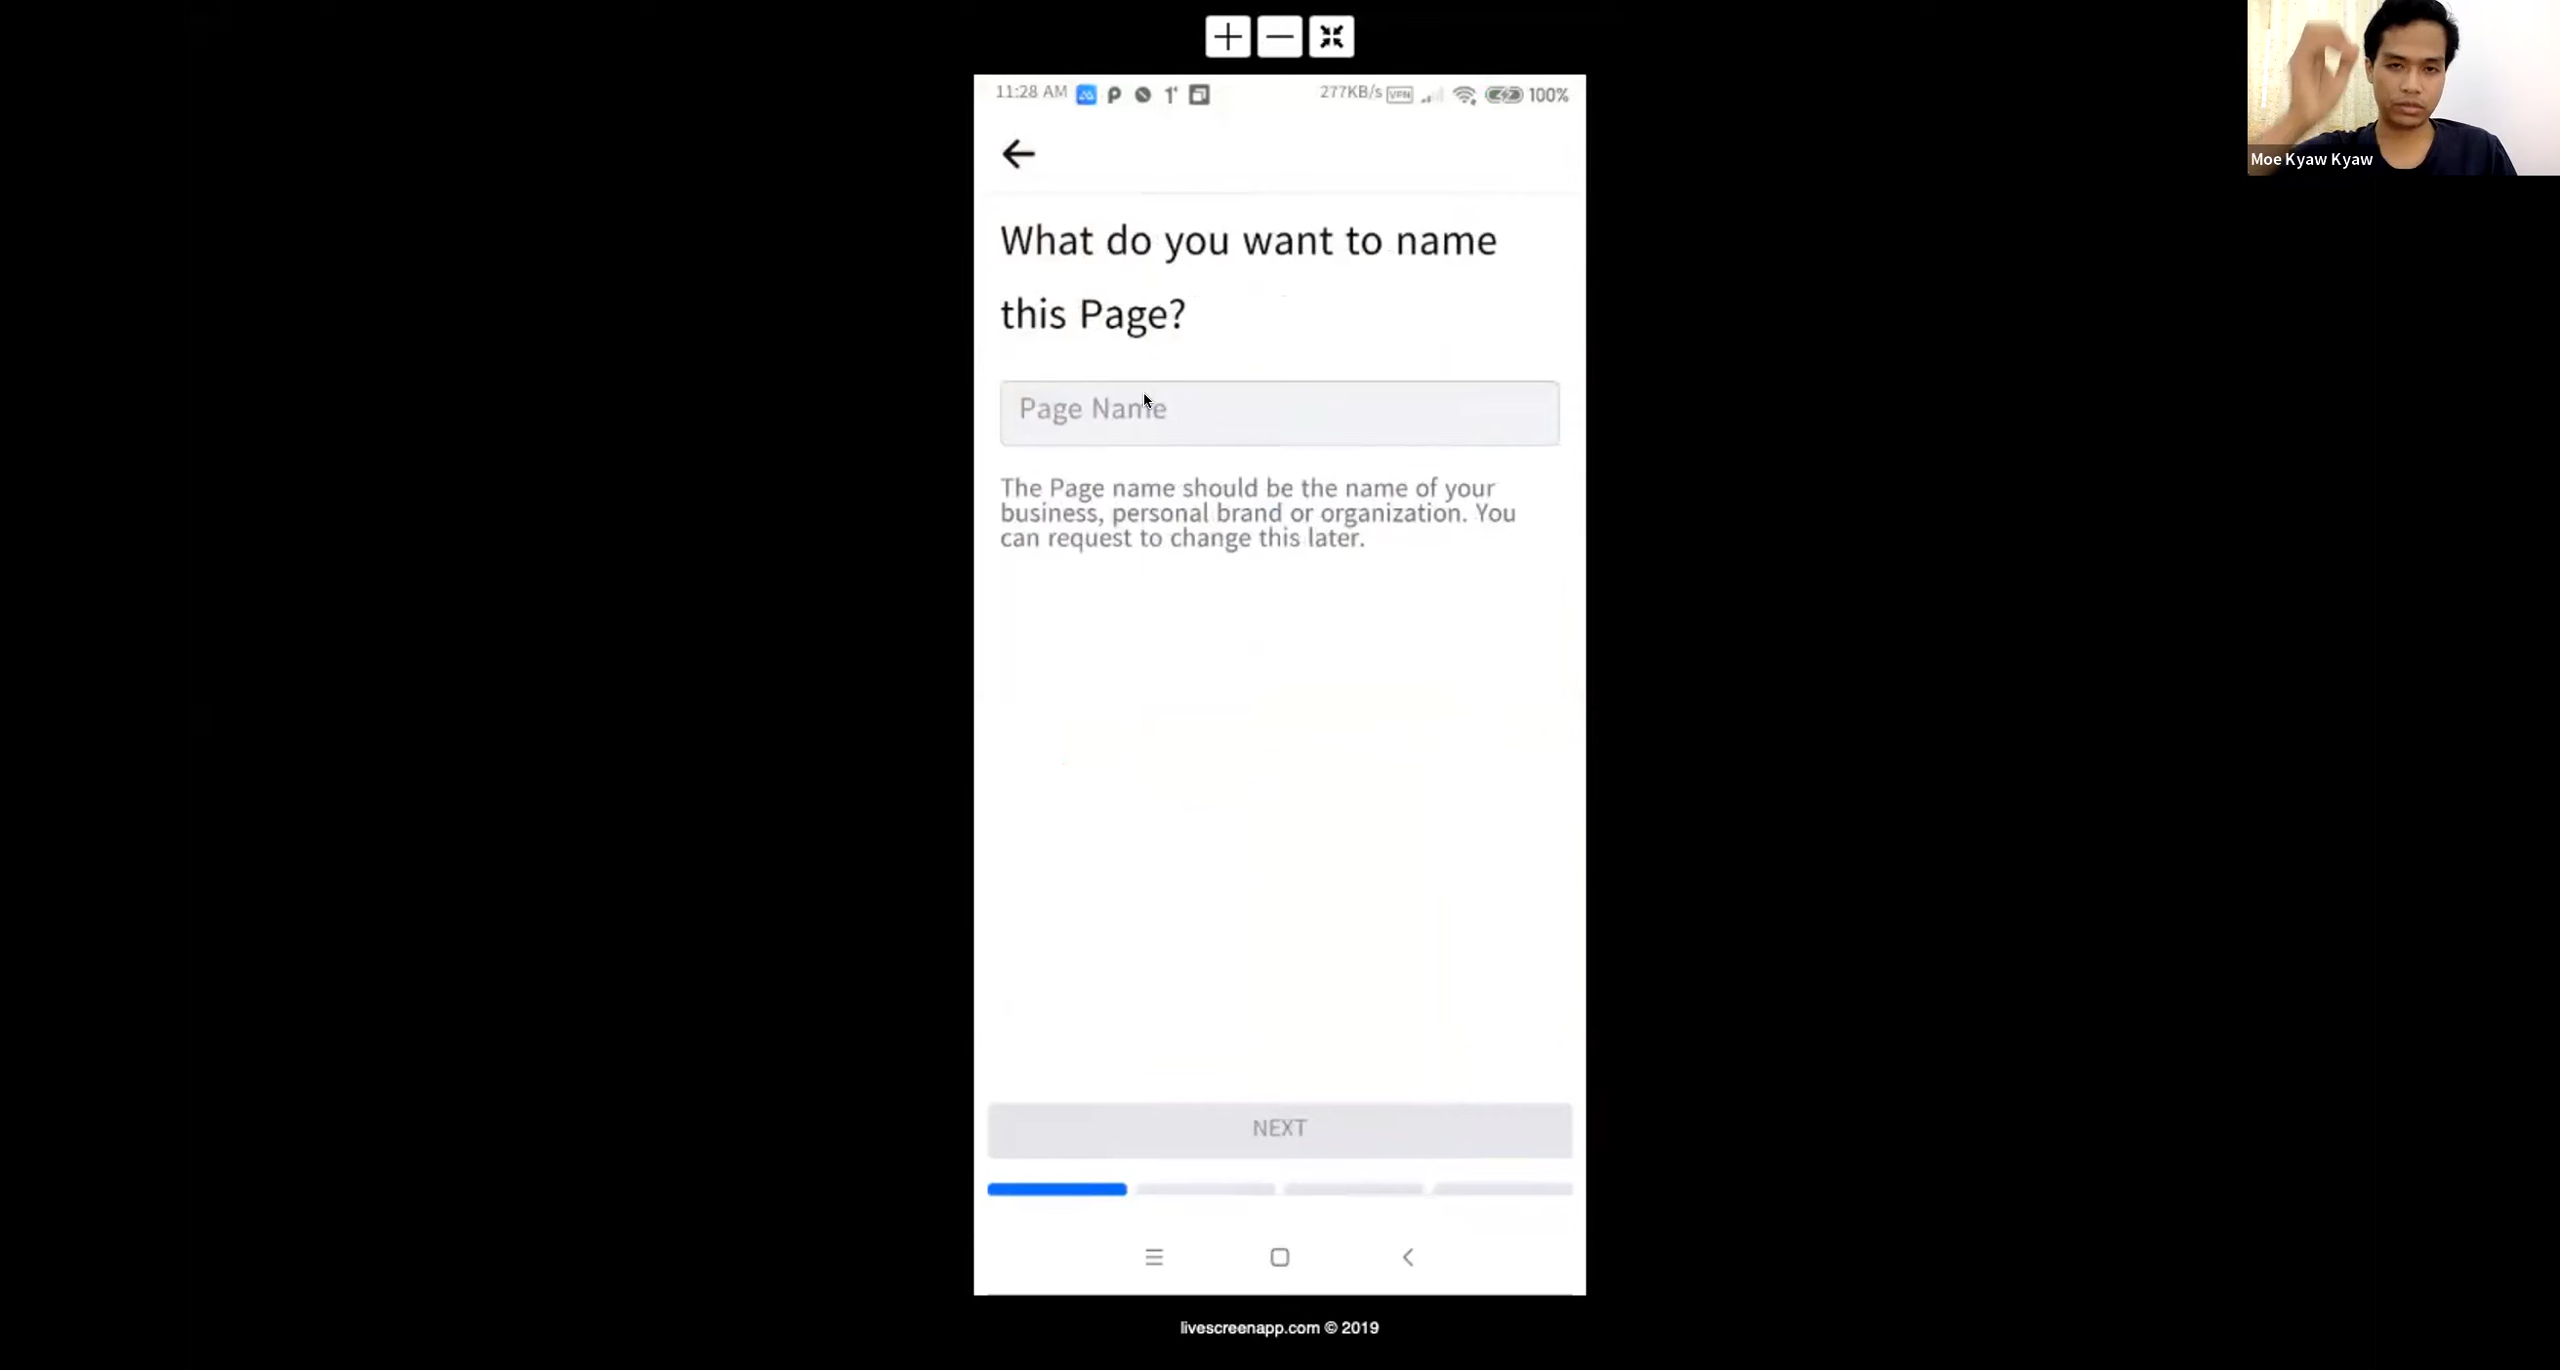 11:28 AM
277KB/s VPN 100%
Moe Kyaw Kyaw
What do you want to name
this Page?
Page Name
The Page name should be the name of your
business, personal brand or organization. You
can request to change this later.
NEXT
livescreenapp.com © 2019